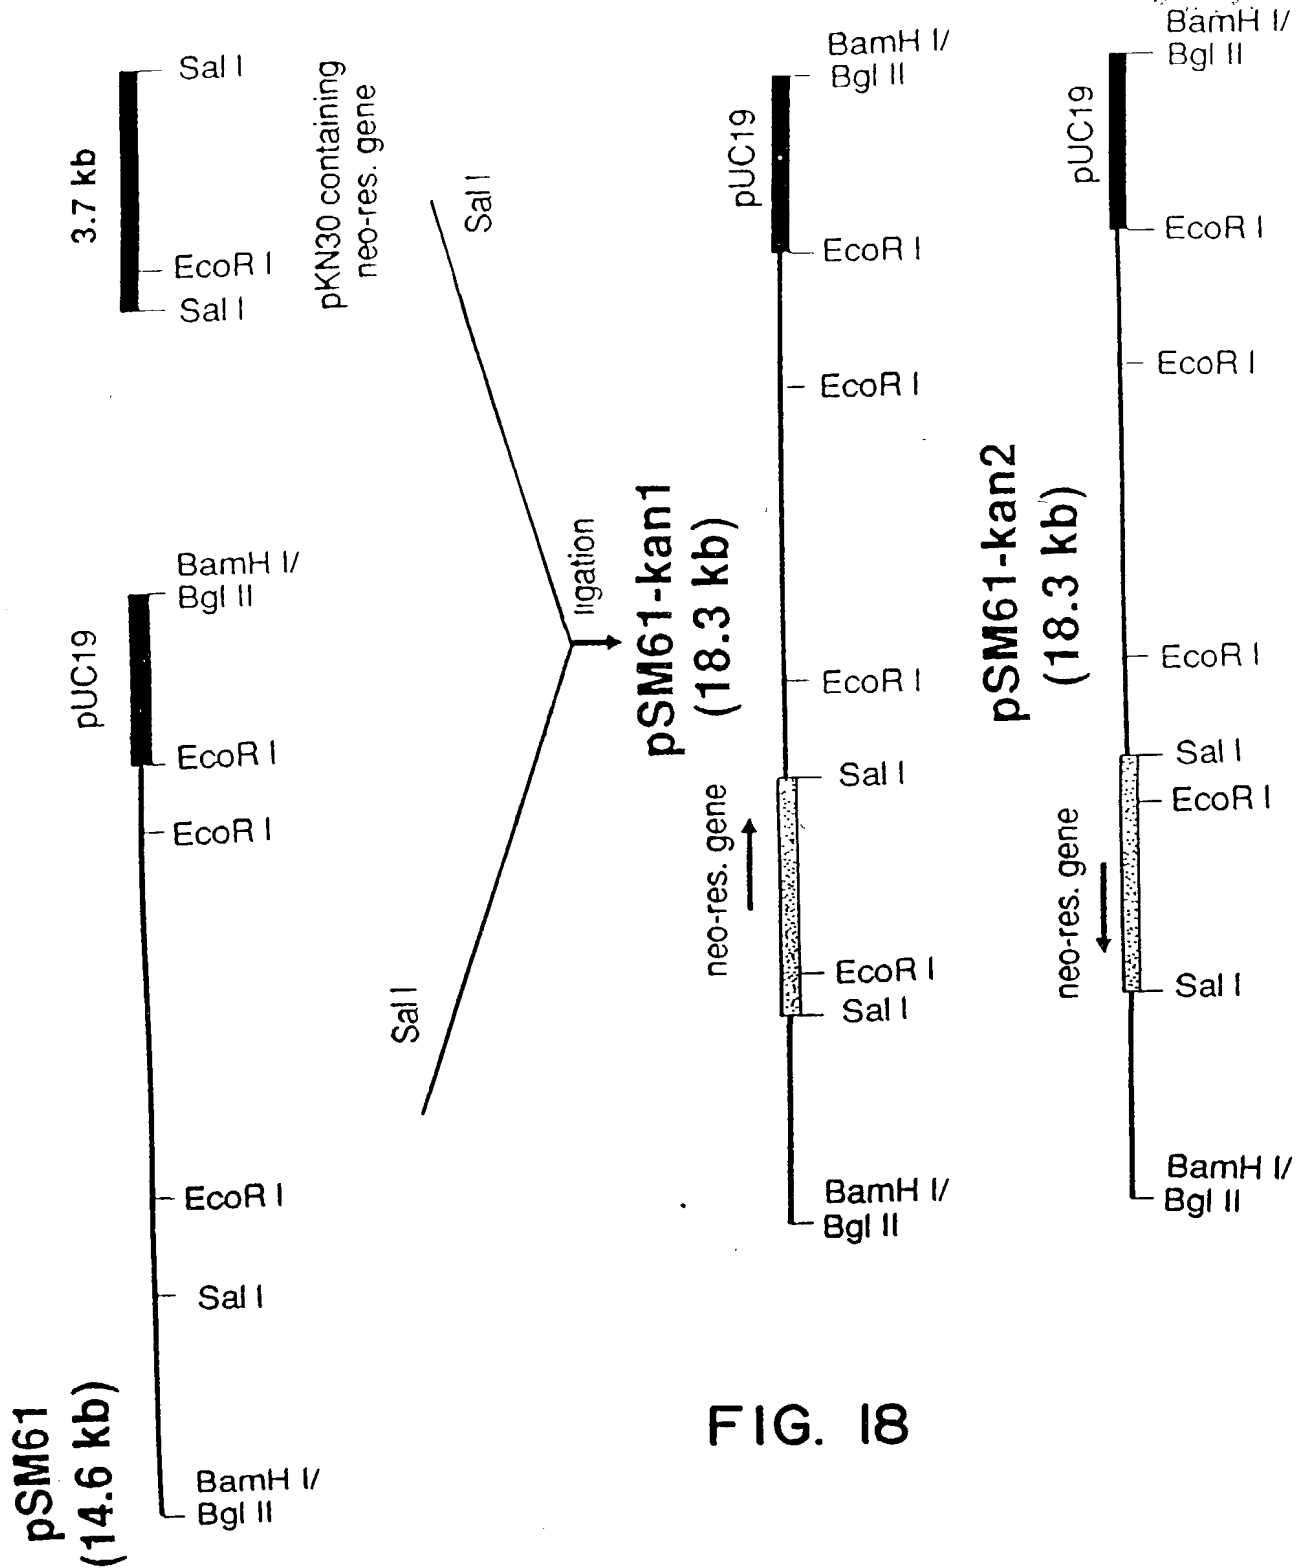 pSM61
(14.6 kb)
BamH I/
Bgl II
Sal I
EcoR I
EcoR I
EcoR I
pUC19
BamH I/
Bgl II
3.7 kb
Sal I
EcoR I
Sal I
pKN30 containing
neo-res. gene
Sal I
Sal I
ligation
pSM61-kan1
(18.3 kb)
BamH I/
Bgl II
pUC19
EcoR I
EcoR I
EcoR I
Sal I
neo-res. gene
EcoR I
Sal I
BamH I/
Bgl II
pSM61-kan2
(18.3 kb)
BamH I/
Bgl II
pUC19
EcoR I
EcoR I
EcoR I
Sal I
EcoR I
neo-res. gene
Sal I
BamH I/
Bgl II
FIG. 18